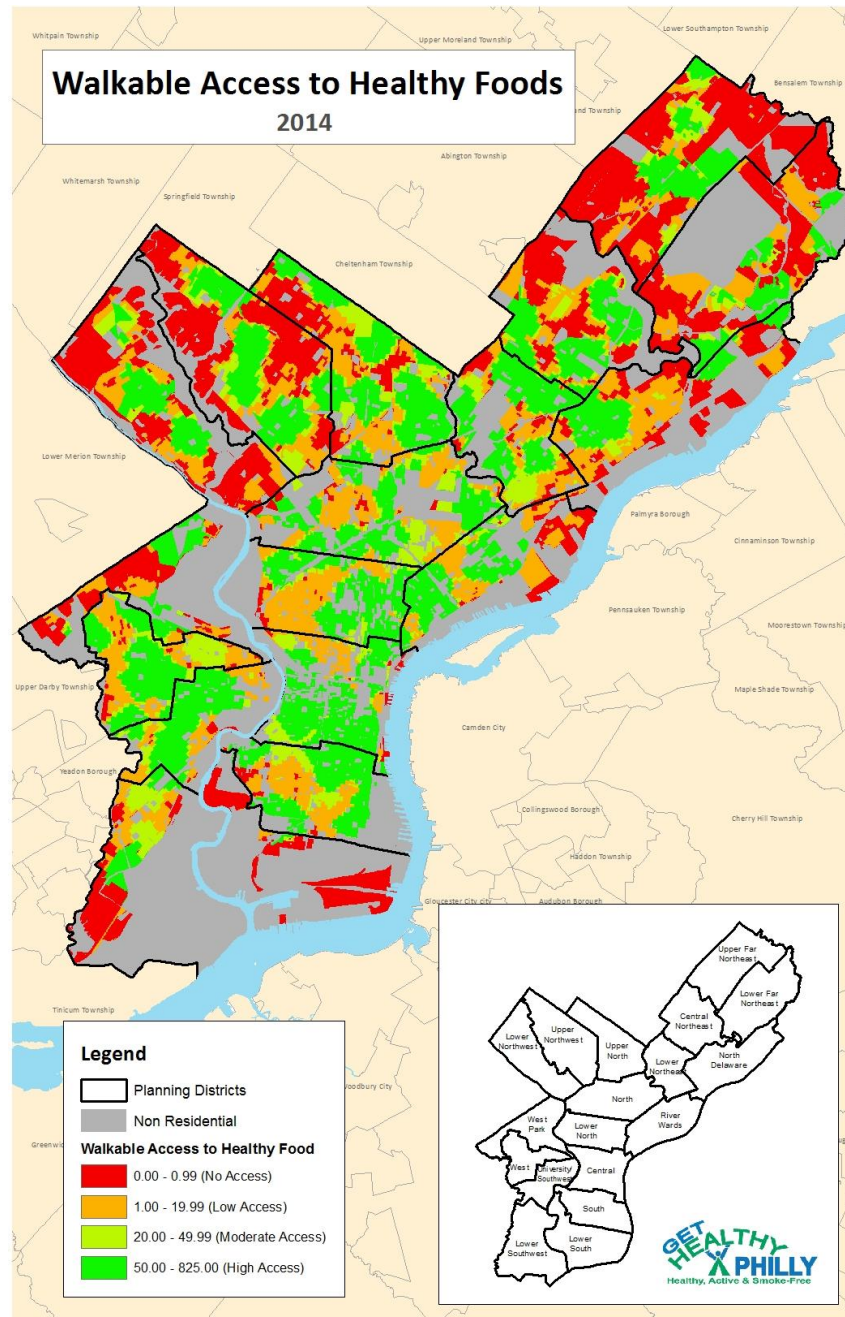 Whitpain Township
Upper Moreland Township
Lower Southampton Township
Walkable Access to Healthy Foods
2014
Bensalem Township
and Township
Abington Township
Whitemarsh Township
Springfield Township
Cheltenham Township
Lower Merion Township
Palmyra Borough
Cinnaminson Township
Pennsauken Township
Moorestown Township
Upper Darby Township
Maple Shade Township
Camden City
Yeadon Borough
Collingswood Borough
Cherry Hill Township
Haddon Township
Gloucester City city
Audubon Borough
Tinicum Township
Woodbury City
Greenwic
Legend
Planning Districts
Non Residential
Walkable Access to Healthy Food
0.00 - 0.99 (No Access)
1.00 - 19.99 (Low Access)
20.00 - 49.99 (Moderate Access)
50.00 - 825.00 (High Access)
Upper Far
Northeast
Lower Far
Northeast
Central
Northeast
Lower
Northwest
Upper
Northwest
Upper
North
Lower
Northeast
North
Delaware
North
River
Wards
West
Park
Lower
North
West
University
Southwest
Central
South
Lower
Southwest
Lower
South
GET
HEALTHY
PHILLY
Healthy, Active & Smoke-Free